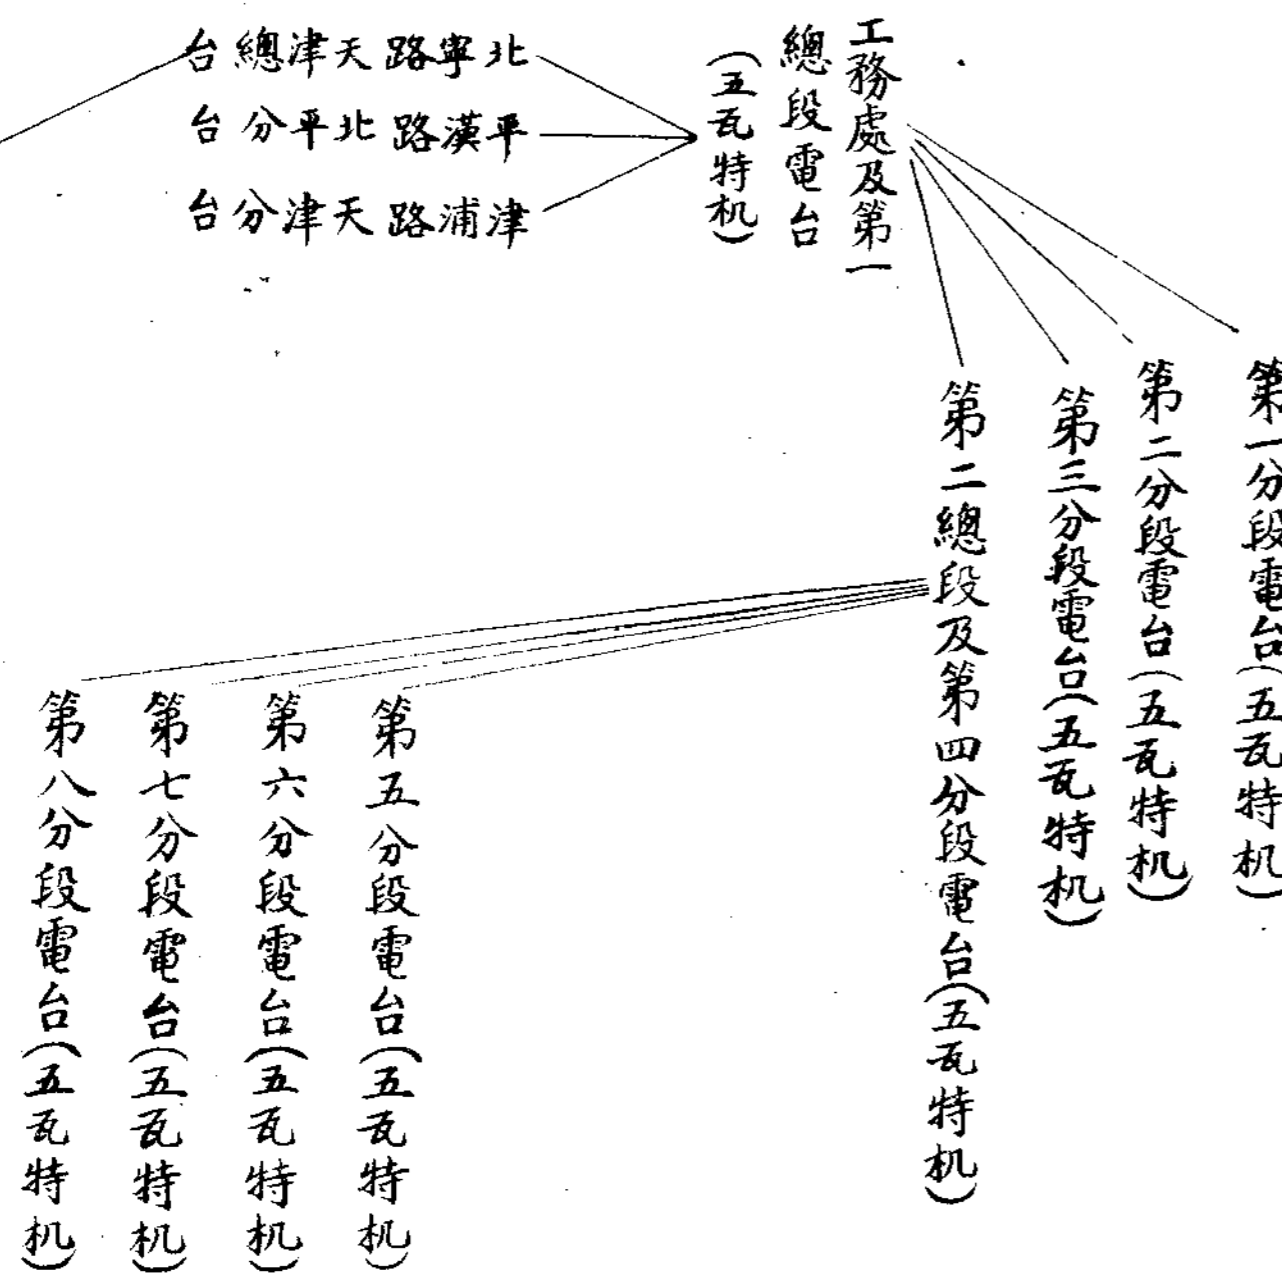 工務處及第一
總段電台
(五瓦特机)
北寧路天津總台
平漢路北平分台
津浦路天津分台
第一分段電台(五瓦特机)
第二分段電台(五瓦特机)
第三分段電台(五瓦特机)
第二總段及第四分段電台(五瓦特机)
第五分段電台(五瓦特机)
第六分段電台(五瓦特机)
第七分段電台(五瓦特机)
第八分段電台(五瓦特机)